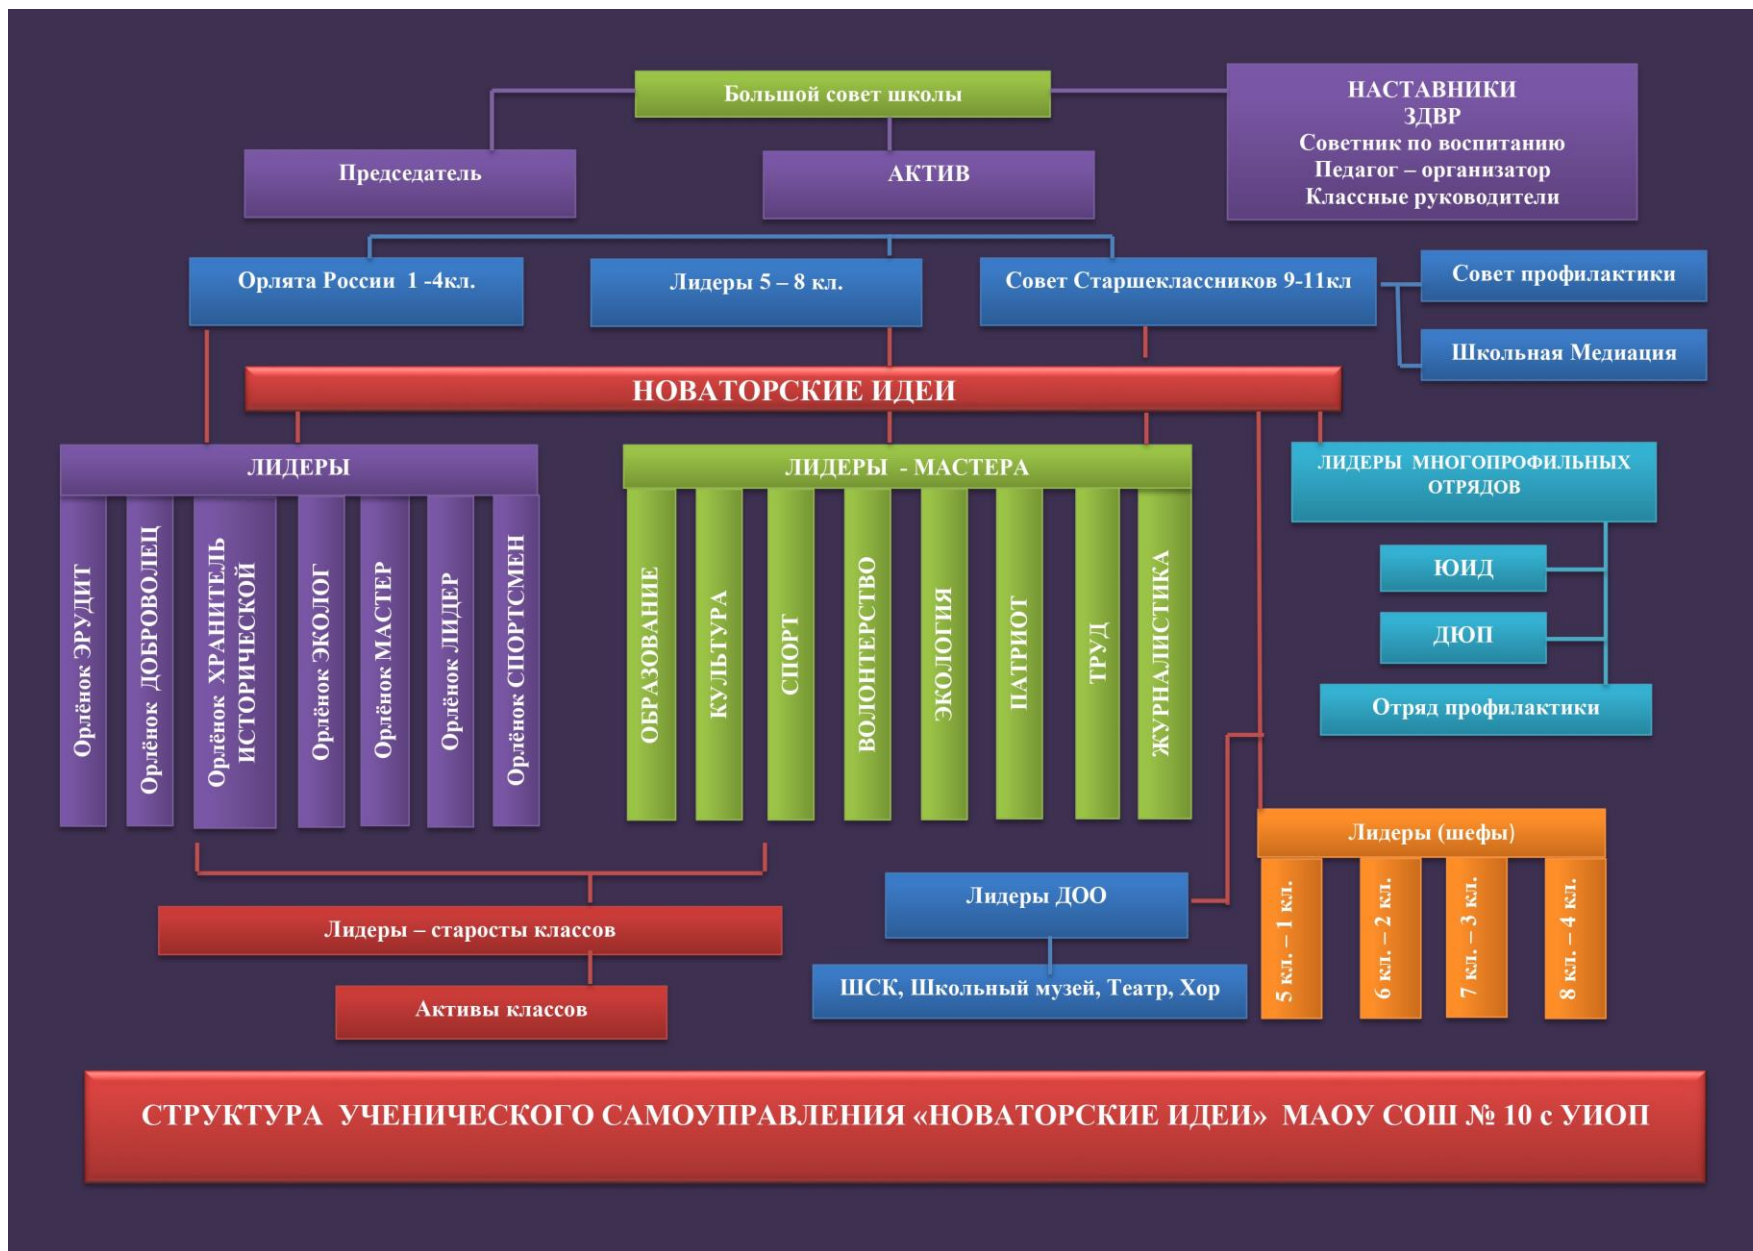 Большой совет школы
НАСТАВНИКИ
ЗДВР
Советник по воспитанию
Педагог – организатор
Классные руководители
Председатель
АКТИВ
Орлята России 1 -4кл.
Лидеры 5 – 8 кл.
Совет Старшеклассников 9-11кл
Совет профилактики
Школьная Медиация
НОВАТОРСКИЕ ИДЕИ
ЛИДЕРЫ
Орлёнок ЭРУДИТ
Орлёнок ДОБРОВОЛЕЦ
Орлёнок ХРАНИТЕЛЬ
ИСТОРИЧЕСКОЙ
Орлёнок ЭКОЛОГ
Орлёнок МАСТЕР
Орлёнок ЛИДЕР
Орлёнок СПОРТСМЕН
ЛИДЕРЫ - МАСТЕРА
ОБРАЗОВАНИЕ
КУЛЬТУРА
СПОРТ
ВОЛОНТЕРСТВО
ЭКОЛОГИЯ
ПАТРИОТ
ТРУД
ЖУРНАЛИСТИКА
ЛИДЕРЫ МНОГОПРОФИЛЬНЫХ
ОТРЯДОВ
ЮИД
ДЮП
Отряд профилактики
Лидеры (шефы)
5 кл. – 1 кл.
6 кл. – 2 кл.
7 кл. – 3 кл.
8 кл. – 4 кл.
Лидеры ДОО
ШСК, Школьный музей, Театр, Хор
Лидеры – старосты классов
Активы классов
СТРУКТУРА УЧЕНИЧЕСКОГО САМОУПРАВЛЕНИЯ «НОВАТОРСКИЕ ИДЕИ» МАОУ СОШ № 10 с УИОП